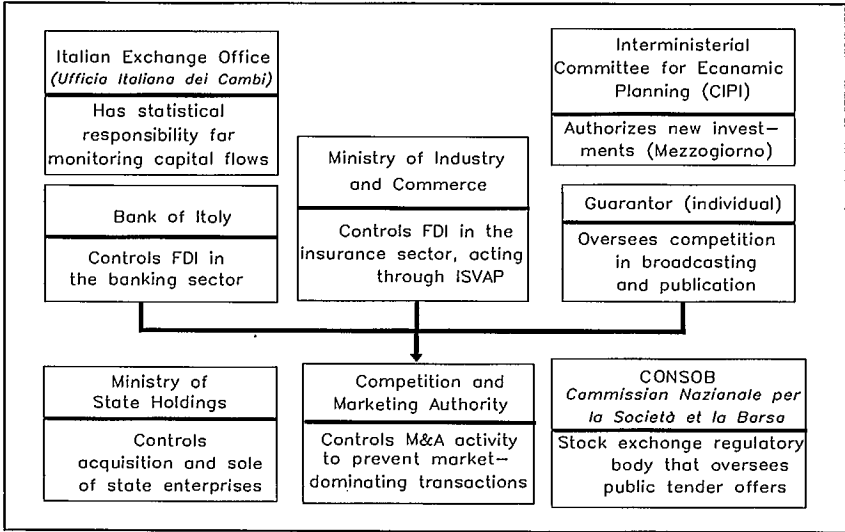 Italian Exchange Office
(Ufficia Italiana dei Cambi)
Has statistical
responsibility far
monitoring capital flows
Bank of Itoly
Controls FDI in
the banking sector
Ministry of Industry
and Commerce
Controls FDI in the
insurance sector, acting
through ISVAP
Interministerial
Committee for Ecanamic
Planning (CIPI)
Authorizes new invest-
ments (Mezzogiorno)
Guarantor (individual)
Oversees competition
in broadcasting
and publication
Ministry of
State Holdings
Controls
acquisition and sole
of state enterprises
Competition and
Marketing Authority
Controls M&A activity
to prevent market-
dominating transactions
CONSOB
Cammission Nazionale per
la Società et la Barsa
Stock exchange regulatory
body that oversees
public tender offers